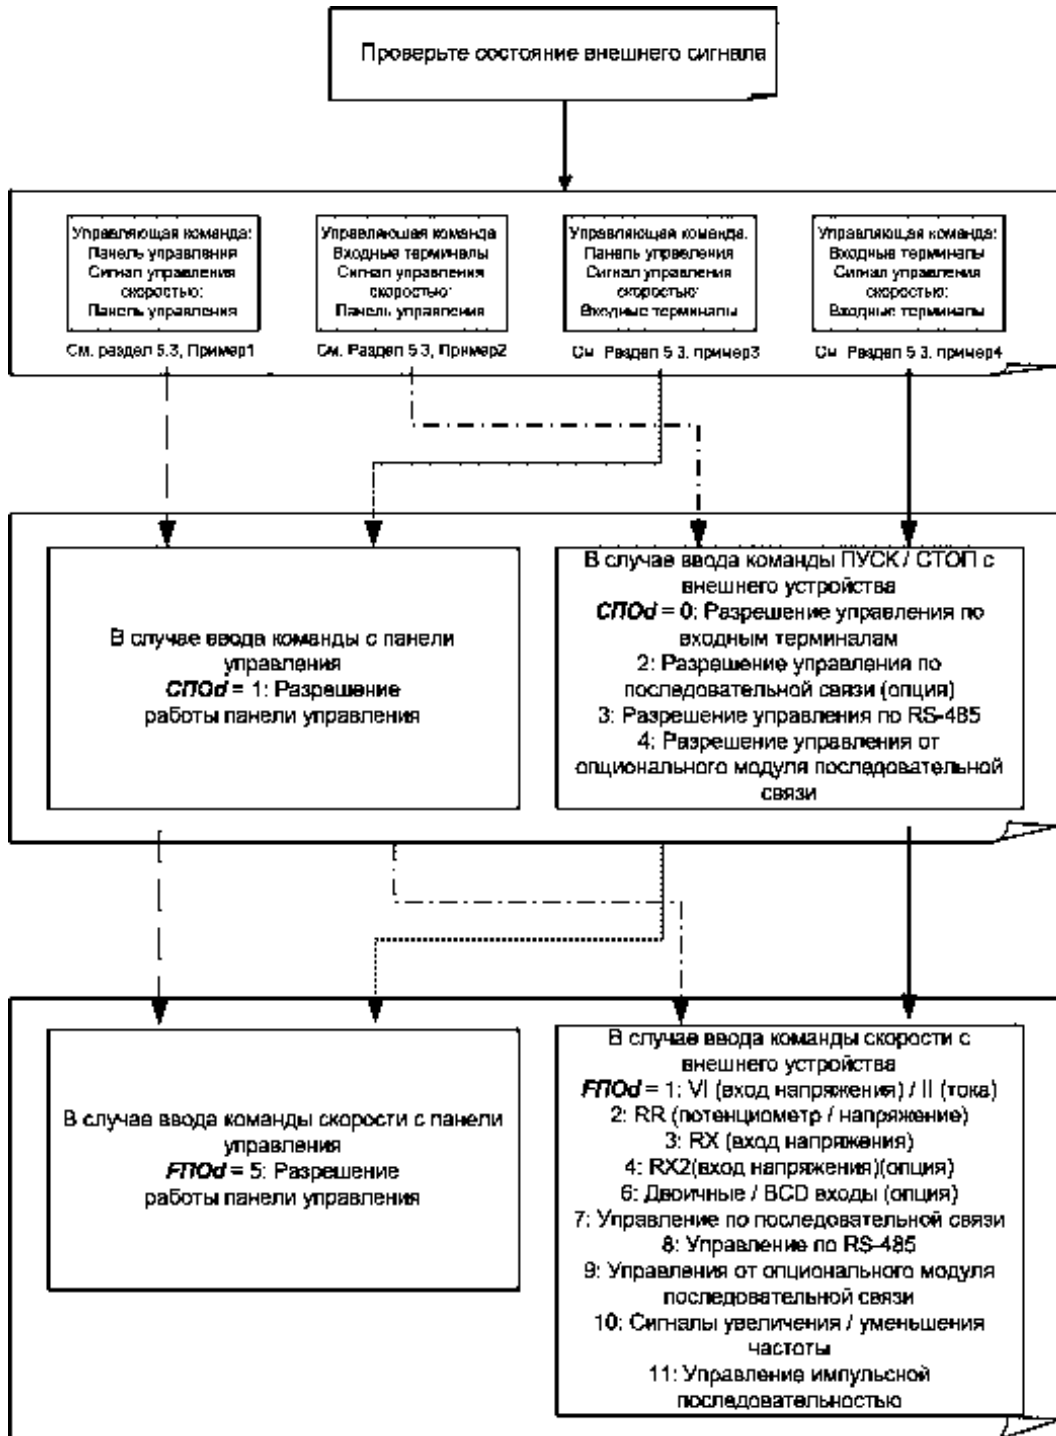 Проверьте состояние внешнего сигнала
Управляющая команда:
Панель управления
Сигнал управления
скоростью:
Панель управления
См. раздел 5.3, Пример1
Управляющая команда
Входные терминалы
Сигнал управления
скоростью:
Панель управления
См. Раздел 5 3, Пример2
Управляющая команда.
Панель управления
Сигнал управления
скоростью:
Входные терминалы
См Раздел 5 3. пример3
Управляющая команда:
Входные терминалы
Сигнал управления
скоростью:
Входные терминалы
См Раздел 5 3. пример4
В случае ввода команды с панели
управления
СПОd = 1: Разрешение
работы панели управления
В случае ввода команды ПУСК / СТОП с
внешнего устройства
СПОd = 0: Разрешение управления по
входным терминалам
2: Разрешение управления по
последовательной связи (опция)
3: Разрешение управления по RS-485
4: Разрешение управления от
опционального модуля последовательной
связи
В случае ввода команды скорости с панели
управления
FПОd = 5: Разрешение
работы панели управления
В случае ввода команды скорости с
внешнего устройства
FПОd = 1: VI (вход напряжения) / II (тока)
2: RR (потенциометр / напряжение)
3: RX (вход напряжения)
4: RX2(вход напряжения)(опция)
6: Двоичные / BCD входы (опция)
7: Управление по последовательной связи
8: Управление по RS-485
9: Управления от опционального модуля
последовательной связи
10: Сигналы увеличения / уменьшения
частоты
11: Управление импульсной
последовательностью